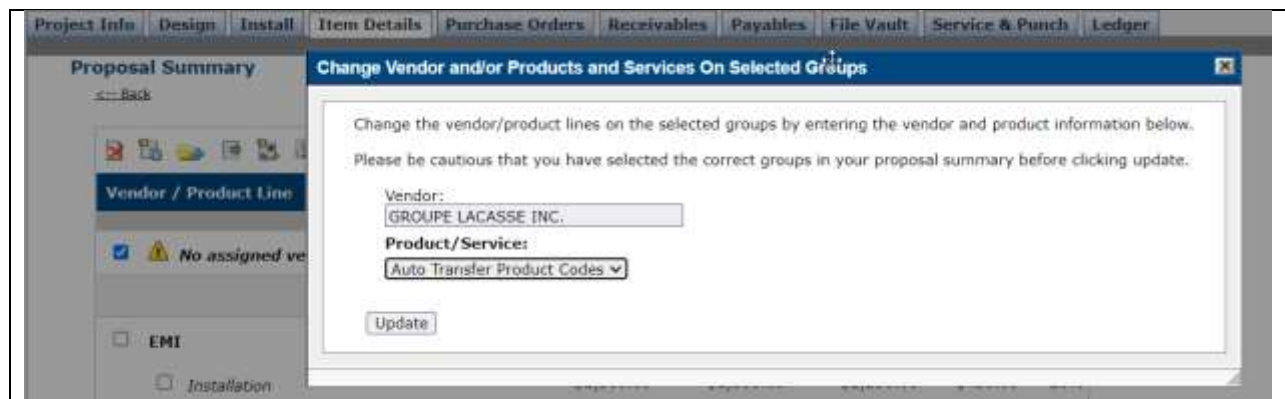 Project Info Design Install Item Details Purchase Orders Receivables Payables File Vault Service & Punch Ledger
Proposal Summary
<-- Back
Change Vendor and/or Products and Services On Selected Groups
Change the vendor/product lines on the selected groups by entering the vendor and product information below.
Please be cautious that you have selected the correct groups in your proposal summary before clicking update.
Vendor / Product Line
Vendor:
GROUPE LACASSE INC.
Product/Service:
No assigned ve
Auto Transfer Product Codes
Update
EMI
Installation